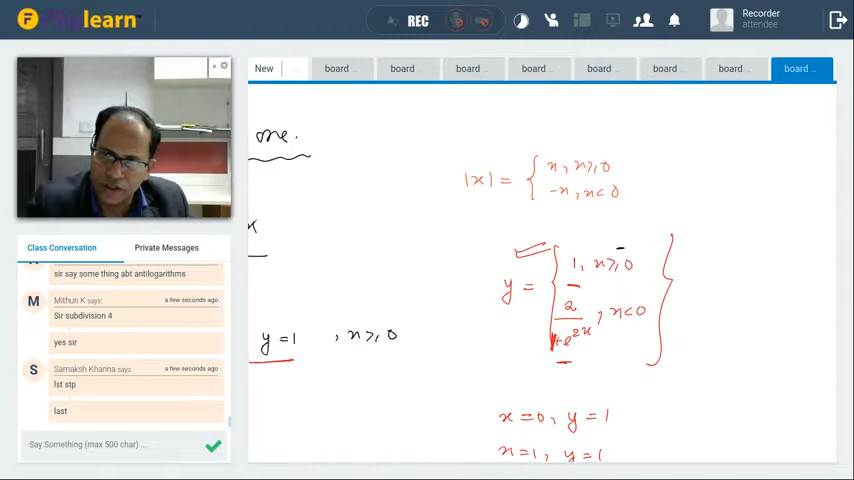 Fliplearn
REC
Recorder
attendee
New
board ...
board ...
board ...
board ...
board ...
board ...
board ...
board ...
one.
|x| = { x, x≥0
-x, x<0
x
y = { 1, x≥0
2
1+e^2x , x<0 }
y=1 , x≥0
x=0, y=1
x=1, y=1
Class Conversation
Private Messages
sir say some thing abt antilogarithms
M
Mithun K says:
a few seconds ago
Sir subdivision 4
yes sir
S
Samaksh Khanna says:
a few seconds ago
lst stp
last
Say Something (max 500 char) ...